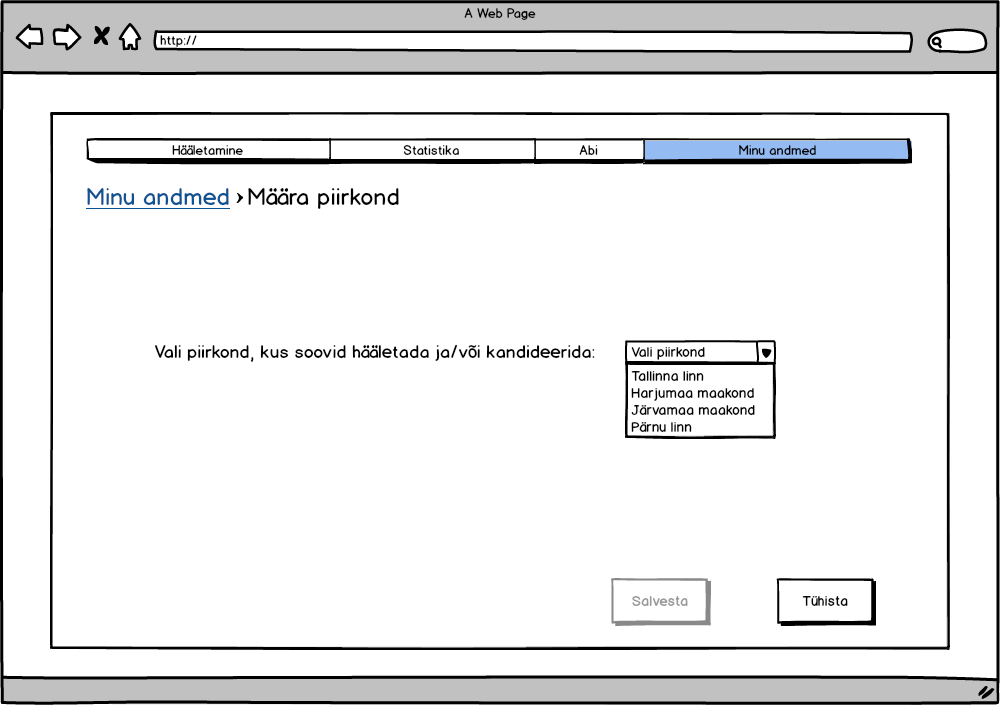 A Web Page
http://
Hääletamine Statistika Abi Minu andmed
Minu andmed › Määra piirkond
Vali piirkond, kus soovid hääletada ja/või kandideerida: Vali piirkond
Tallinna linn
Harjumaa maakond
Järvamaa maakond
Pärnu linn
Salvesta Tühista